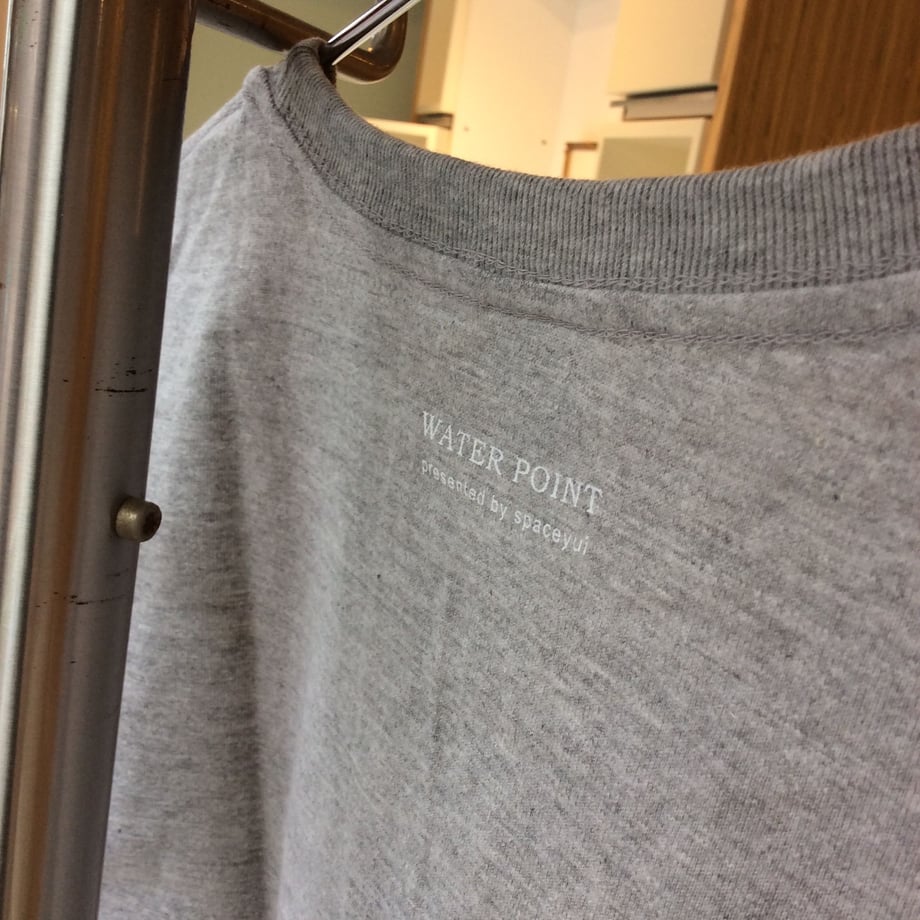 WATER POINT
presented by spaceyui